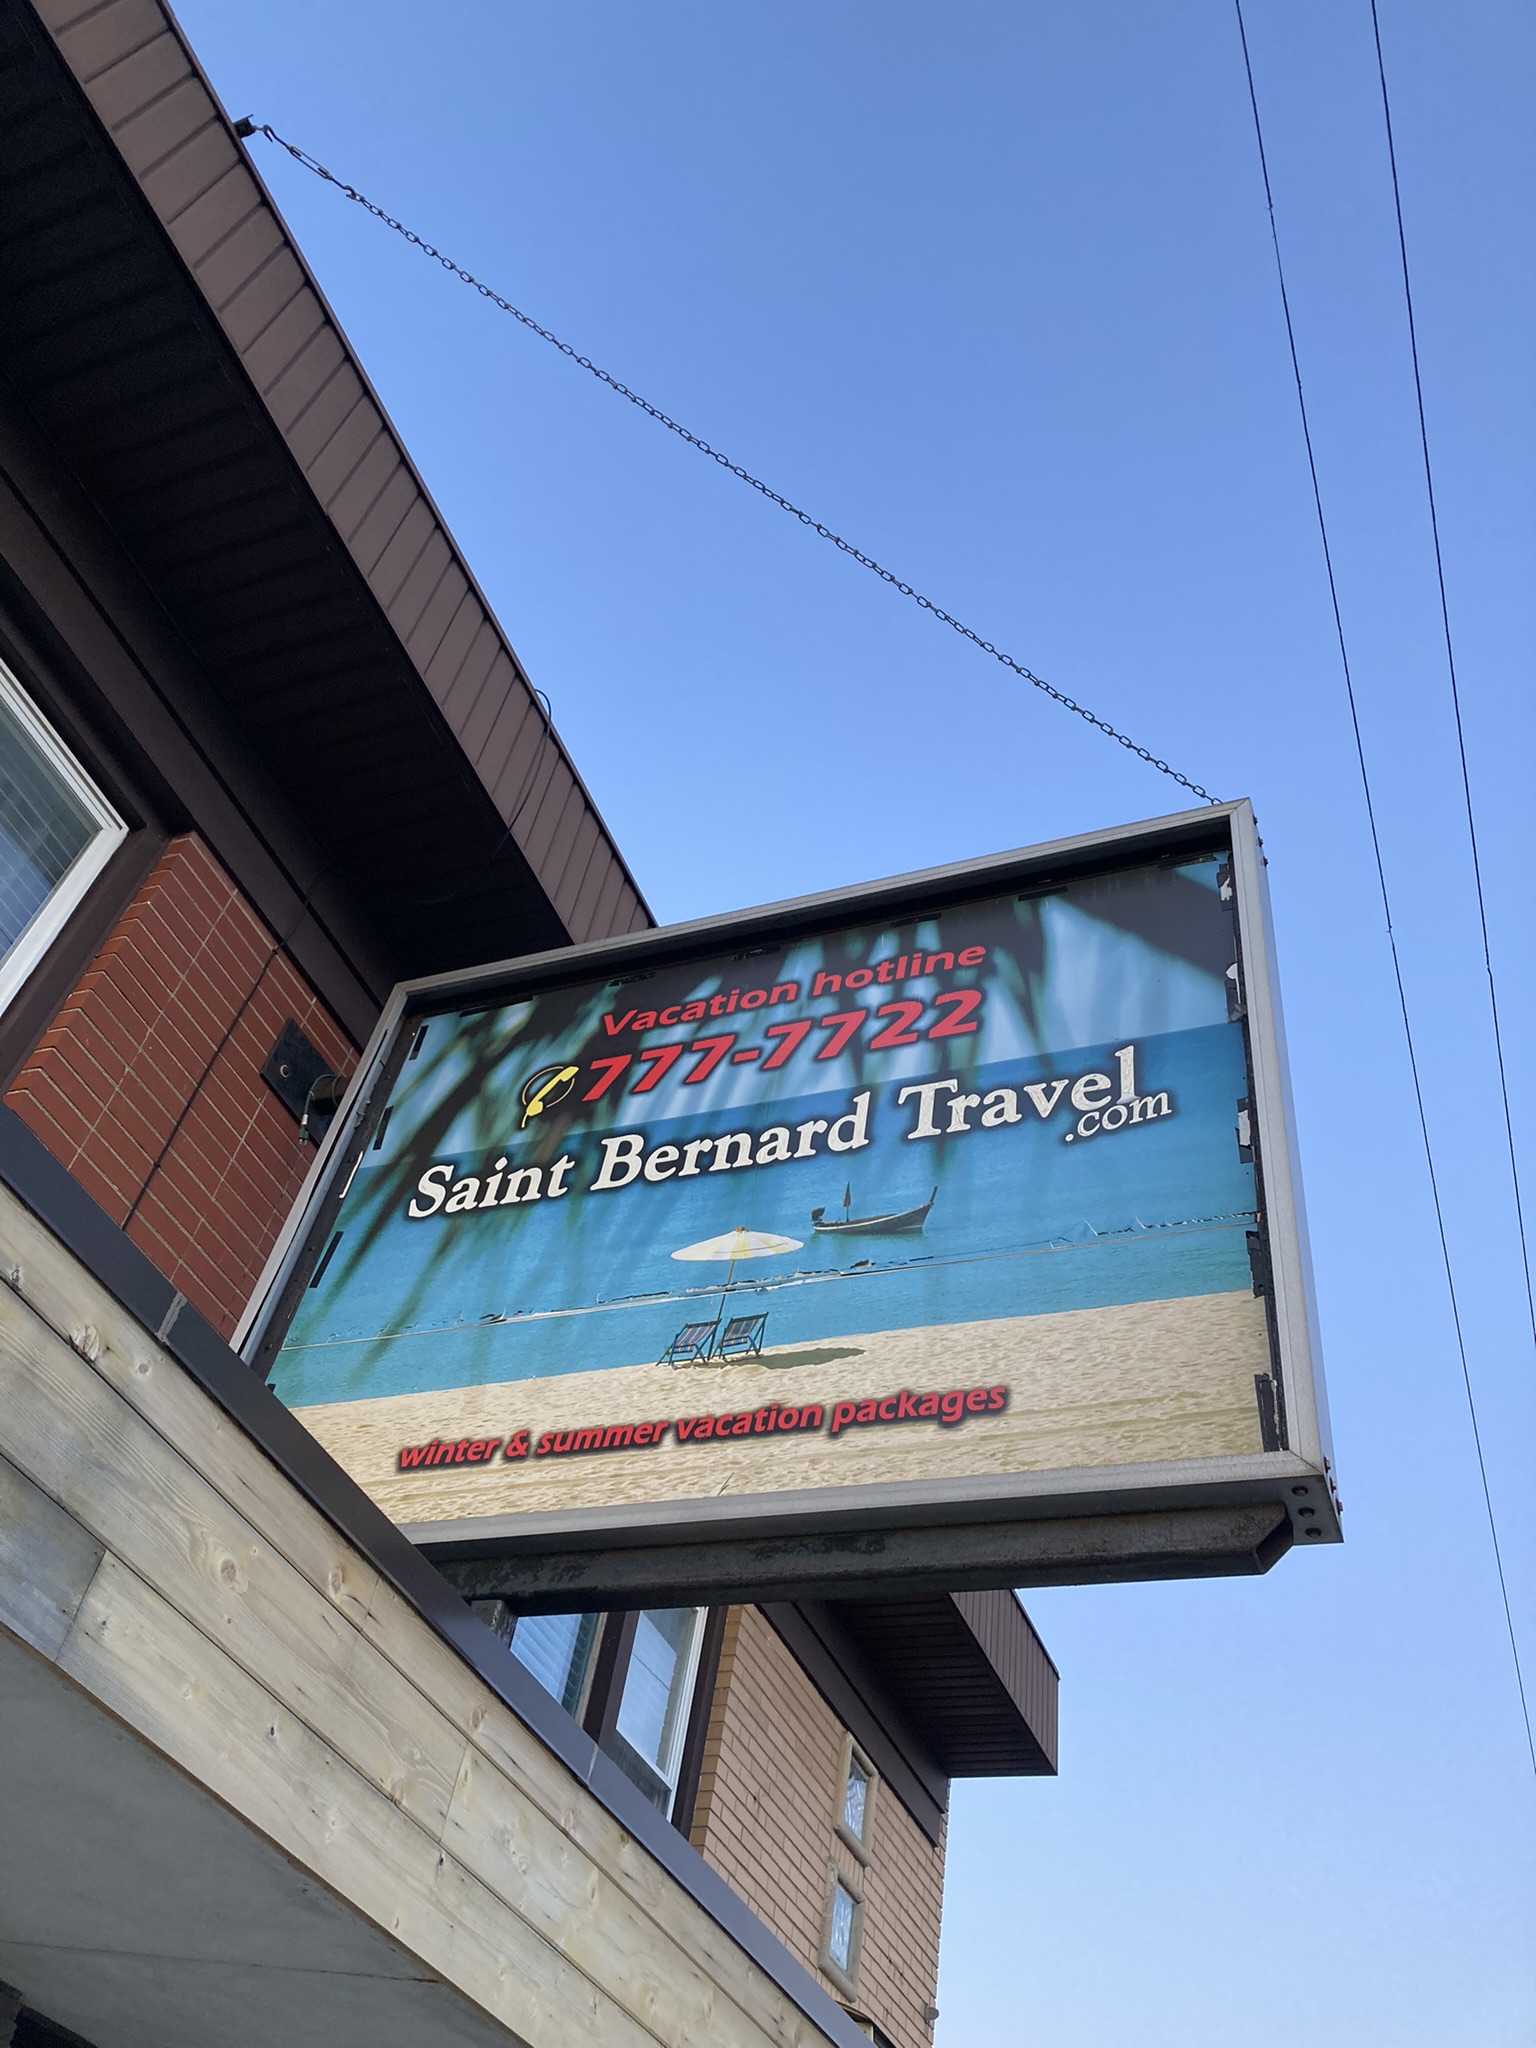 Vacation hotline
777-7722
Saint Bernard Travel
.com
winter & summer vacation packages